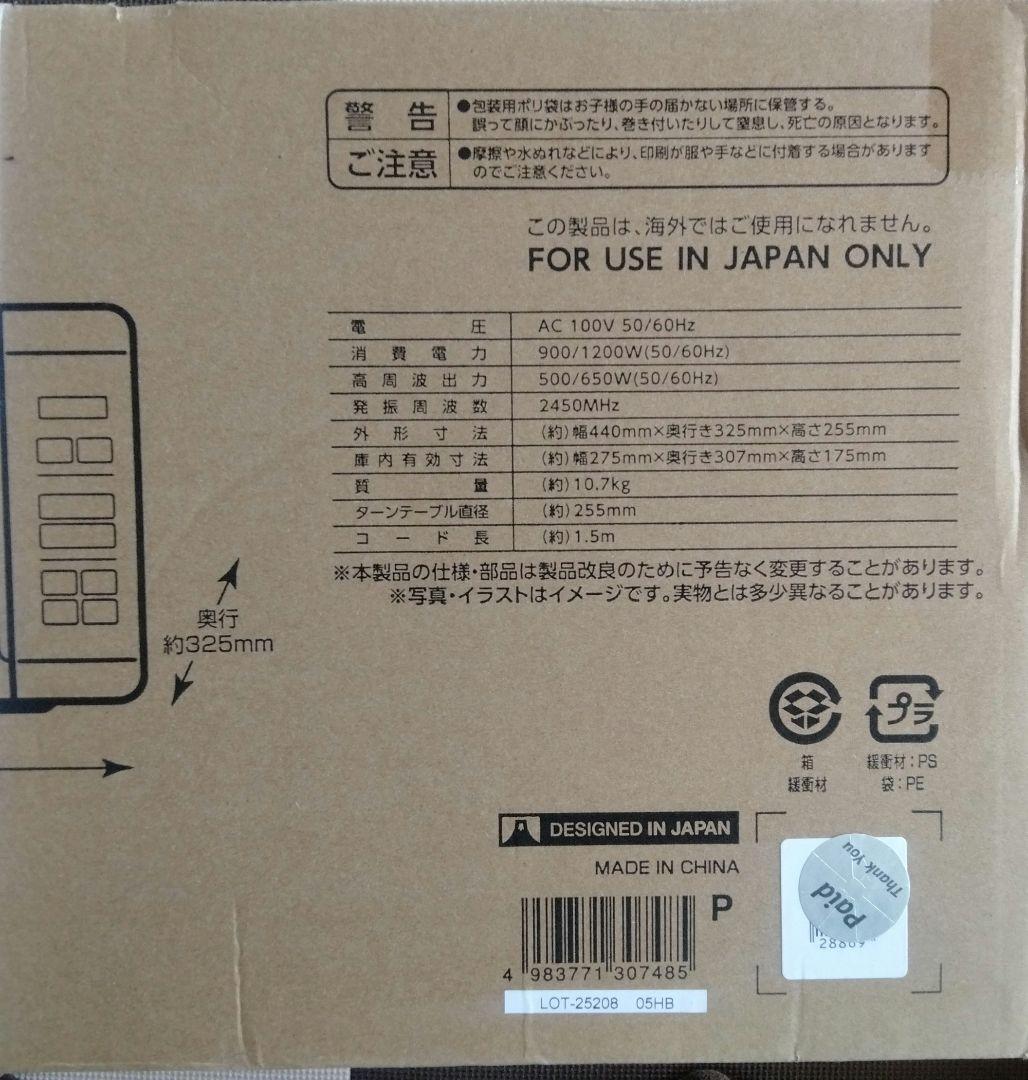 警告
●包装用ポリ袋はお子様の手の届かない場所に保管する。
誤って顔にかぶったり、巻き付いたりして窒息し、死亡の原因となります。
ご注意
●摩擦や水ぬれなどにより、印刷が服や手などに付着する場合があります
のでご注意ください。
この製品は、海外ではご使用になれません。
FOR USE IN JAPAN ONLY
電圧 AC 100V 50/60Hz
消費電力 900/1200W(50/60Hz)
高周波出力 500/650W(50/60Hz)
発振周波数 2450MHz
外形寸法 (約)幅440mm×奥行き325mm×高さ255mm
庫内有効寸法 (約)幅275mm×奥行き307mm×高さ175mm
質量 (約)10.7kg
ターンテーブル直径 (約)255mm
コード長 (約)1.5m
※本製品の仕様・部品は製品改良のために予告なく変更することがあります。
※写真・イラストはイメージです。実物とは多少異なることがあります。
奥行
約325mm
プラ
箱
緩衝材
緩衝材：PS
袋：PE
DESIGNED IN JAPAN
MADE IN CHINA
P
4 983771 307485
LOT-25208 05HB
Thank You
Paid